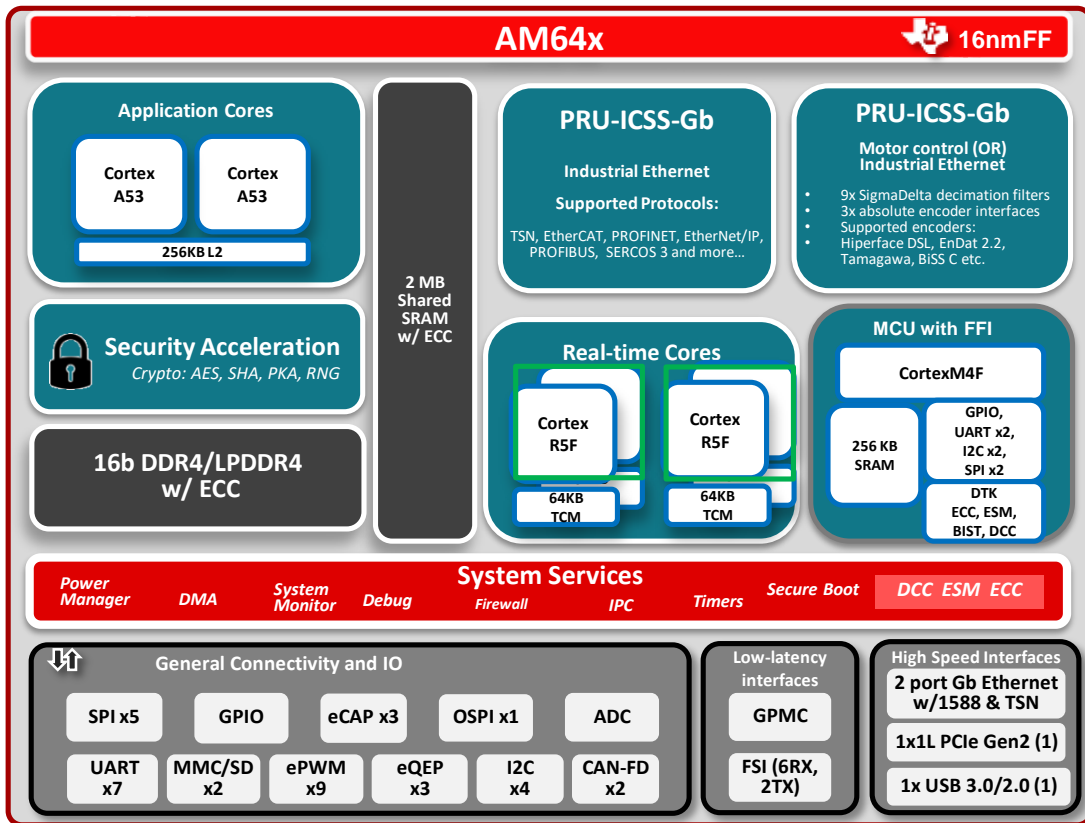 AM64x
16nmFF
Application Cores
Cortex
A53
Cortex
A53
256KB L2
Security Acceleration
Crypto: AES, SHA, PKA, RNG
16b DDR4/LPDDR4
w/ ECC
2 MB
Shared
SRAM
w/ ECC
PRU-ICSS-Gb
Industrial Ethernet
Supported Protocols:
TSN, EtherCAT, PROFINET, EtherNet/IP,
PROFIBUS, SERCOS 3 and more...
PRU-ICSS-Gb
Motor control (OR)
Industrial Ethernet
• 9x SigmaDelta decimation filters
• 3x absolute encoder interfaces
• Supported encoders:
• Hiperface DSL, EnDat 2.2,
Tamagawa, BiSS C etc.
Real-time Cores
Cortex
R5F
64KB
TCM
Cortex
R5F
64KB
TCM
MCU with FFI
CortexM4F
256 KB
SRAM
GPIO,
UART x2,
I2C x2,
SPI x2
DTK
ECC, ESM,
BIST, DCC
System Services
Power
Manager
DMA
System
Monitor
Debug
Firewall
IPC
Timers
Secure Boot
DCC ESM ECC
General Connectivity and IO
SPI x5
GPIO
eCAP x3
OSPI x1
ADC
UART
x7
MMC/SD
x2
ePWM
x9
eQEP
x3
I2C
x4
CAN-FD
x2
Low-latency
interfaces
GPMC
FSI (6RX,
2TX)
High Speed Interfaces
2 port Gb Ethernet
w/1588 & TSN
1x1L PCIe Gen2 (1)
1x USB 3.0/2.0 (1)